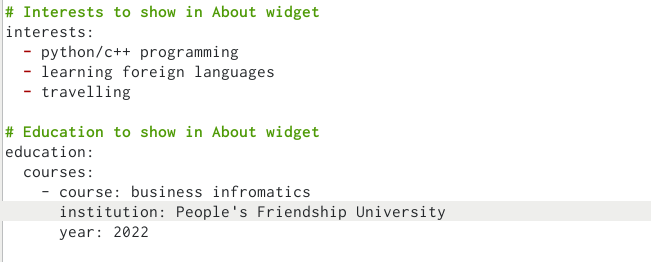 # Interests to show in About widget
interests:
  - python/c++ programming
  - learning foreign languages
  - travelling

# Education to show in About widget
education:
  courses:
    - course: business infromatics
      institution: People's Friendship University
      year: 2022